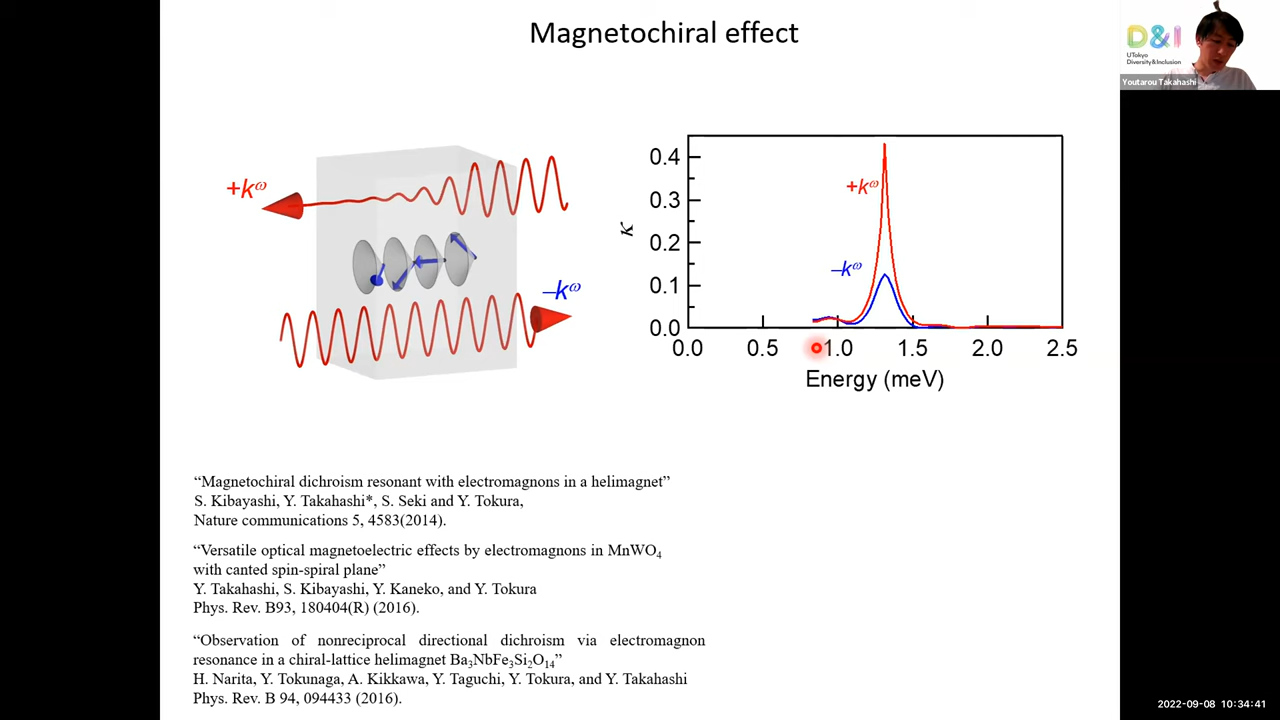 Magnetochiral effect
D&I
UTokyo
Diversity&Inclusion
Youtarou Takahashi
+kω
–kω
κ
0.4
0.3
0.2
0.1
0.0
+kω
–kω
0.0 0.5 1.0 1.5 2.0 2.5
Energy (meV)
“Magnetochiral dichroism resonant with electromagnons in a helimagnet”
S. Kibayashi, Y. Takahashi*, S. Seki and Y. Tokura,
Nature communications 5, 4583(2014).
“Versatile optical magnetoelectric effects by electromagnons in MnWO4
with canted spin-spiral plane”
Y. Takahashi, S. Kibayashi, Y. Kaneko, and Y. Tokura
Phys. Rev. B93, 180404(R) (2016).
“Observation of nonreciprocal directional dichroism via electromagnon
resonance in a chiral-lattice helimagnet Ba3NbFe3Si2O14”
H. Narita, Y. Tokunaga, A. Kikkawa, Y. Taguchi, Y. Tokura, and Y. Takahashi
Phys. Rev. B 94, 094433 (2016).
2022-09-08 10:34:41